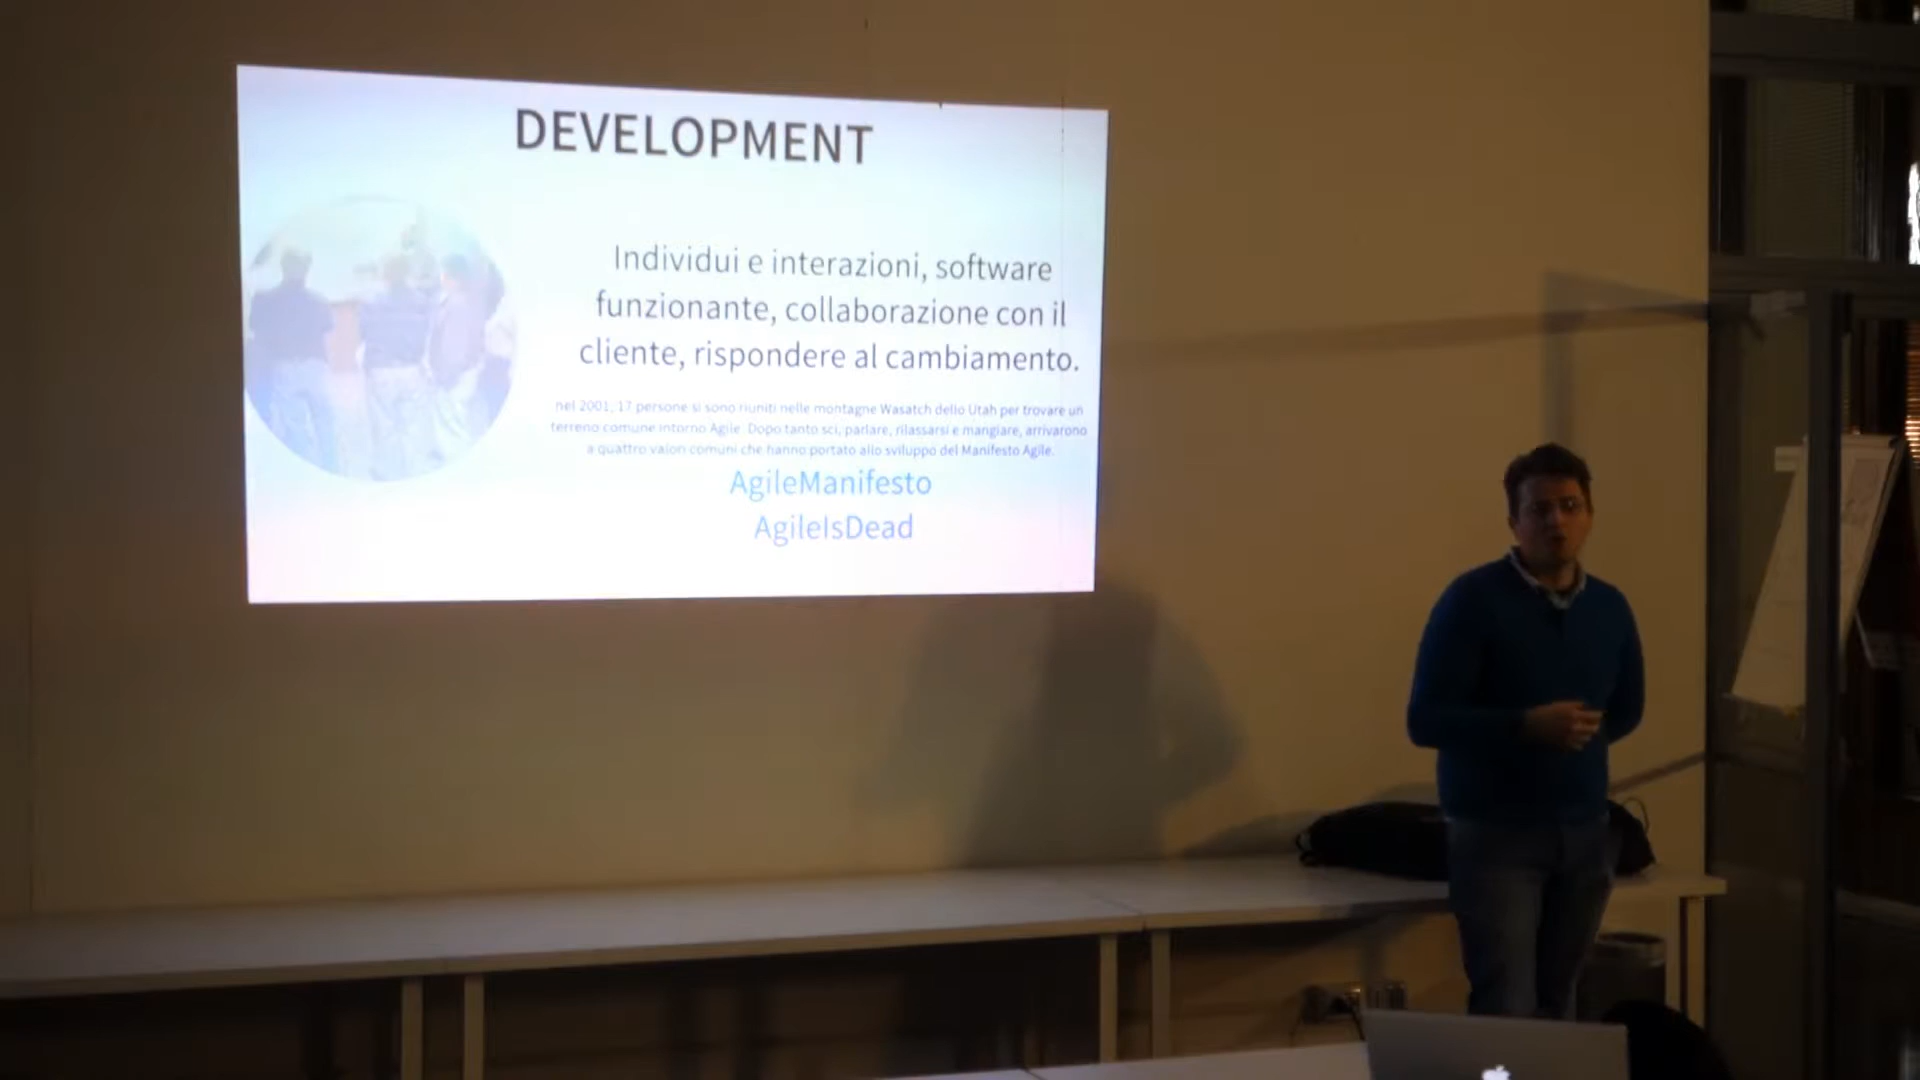 DEVELOPMENT
Individui e interazioni, software
funzionante, collaborazione con il
cliente, rispondere al cambiamento.
nel 2001, 17 persone si sono riuniti nelle montagne Wasatch dello Utah per trovare un
terreno comune intorno Agile. Dopo tanto sci, parlare, rilassarsi e mangiare, arrivarono
a quattro valori comuni che hanno portato allo sviluppo del Manifesto Agile.
AgileManifesto
AgileIsDead